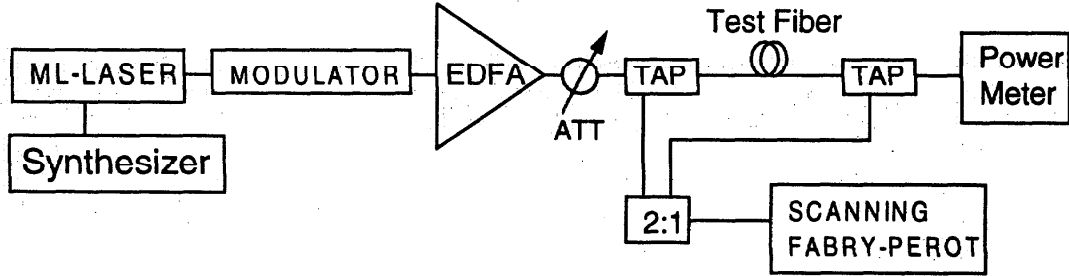 ML-LASER
MODULATOR
EDFA
ATT
TAP
Test Fiber
TAP
Power
Meter
Synthesizer
2:1
SCANNING
FABRY-PEROT